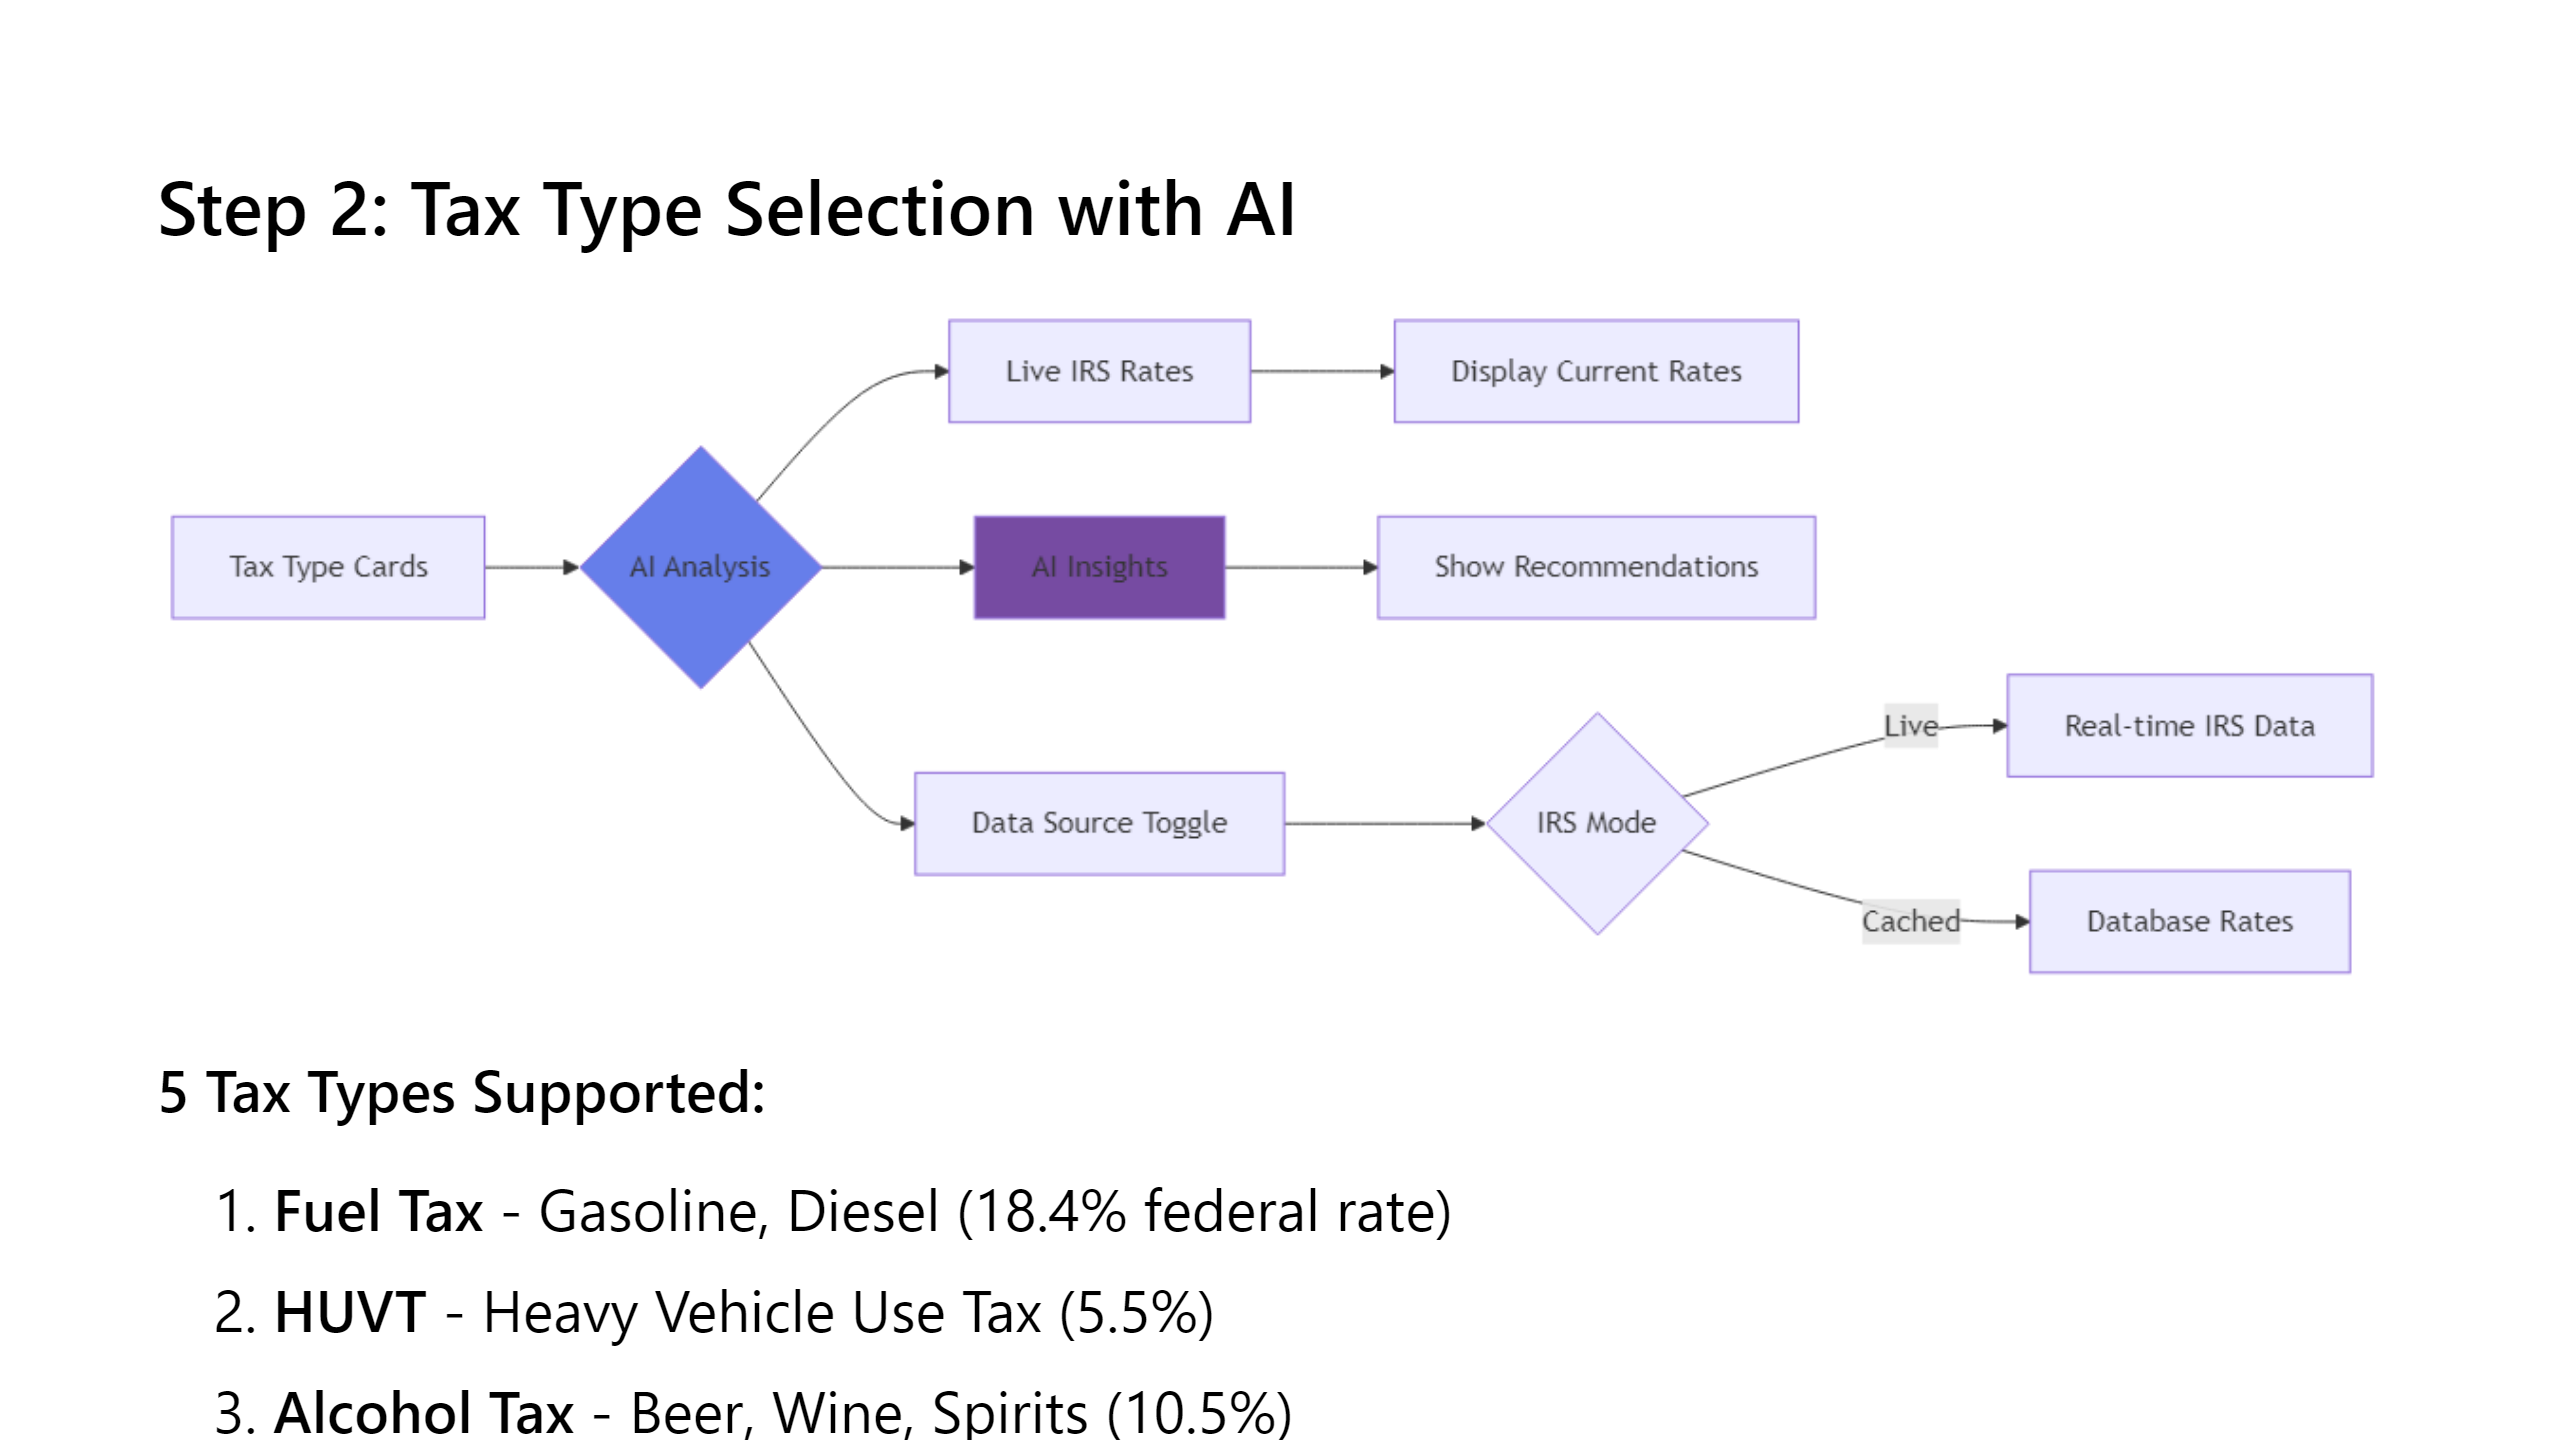 Step 2: Tax Type Selection with AI
Live IRS Rates
Display Current Rates
Tax Type Cards
AI Analysis
AI Insights
Show Recommendations
Live
Real-time IRS Data
Data Source Toggle
IRS Mode
Cached
Database Rates
5 Tax Types Supported:
1. Fuel Tax - Gasoline, Diesel (18.4% federal rate)
2. HUVT - Heavy Vehicle Use Tax (5.5%)
3. Alcohol Tax - Beer, Wine, Spirits (10.5%)